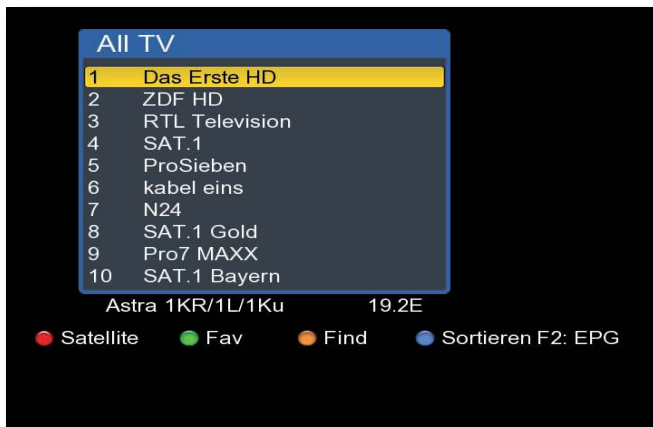 All TV
1 Das Erste HD
2 ZDF HD
3 RTL Television
4 SAT.1
5 ProSieben
6 kabel eins
7 N24
8 SAT.1 Gold
9 Pro7 MAXX
10 SAT.1 Bayern
Astra 1KR/1L/1Ku 19.2E
Satellite Fav Find Sortieren F2: EPG